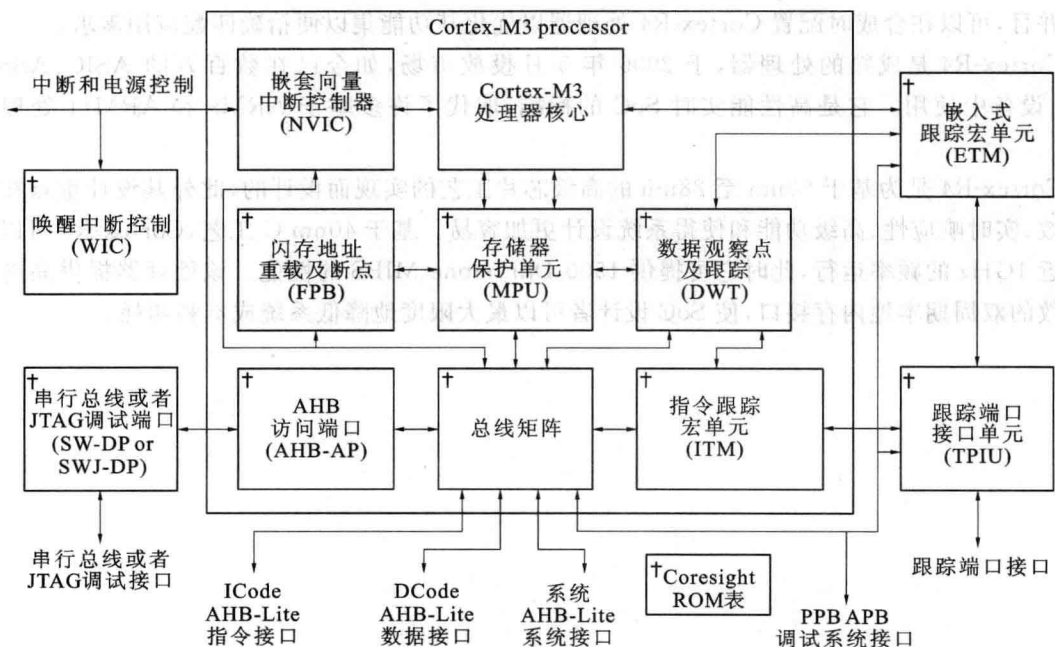 Cortex-M3 processor
中断和电源控制
嵌套向量
中断控制器
(NVIC)
Cortex-M3
处理器核心
†
嵌入式
跟踪宏单元
(ETM)
†
唤醒中断控制
(WIC)
†
闪存地址
重载及断点
(FPB)
†
存储器
保护单元
(MPU)
†
数据观察点
及跟踪
(DWT)
†
串行总线或者
JTAG调试端口
(SW-DP or
SWJ-DP)
†
AHB
访问端口
(AHB-AP)
†
总线矩阵
†
指令跟踪
宏单元
(ITM)
†
跟踪端口
接口单元
(TPIU)
串行总线或者
JTAG调试接口
ICode
AHB-Lite
指令接口
DCode
AHB-Lite
数据接口
系统
AHB-Lite
系统接口
†Coresight
ROM表
PPB APB
调试系统接口
跟踪端口接口